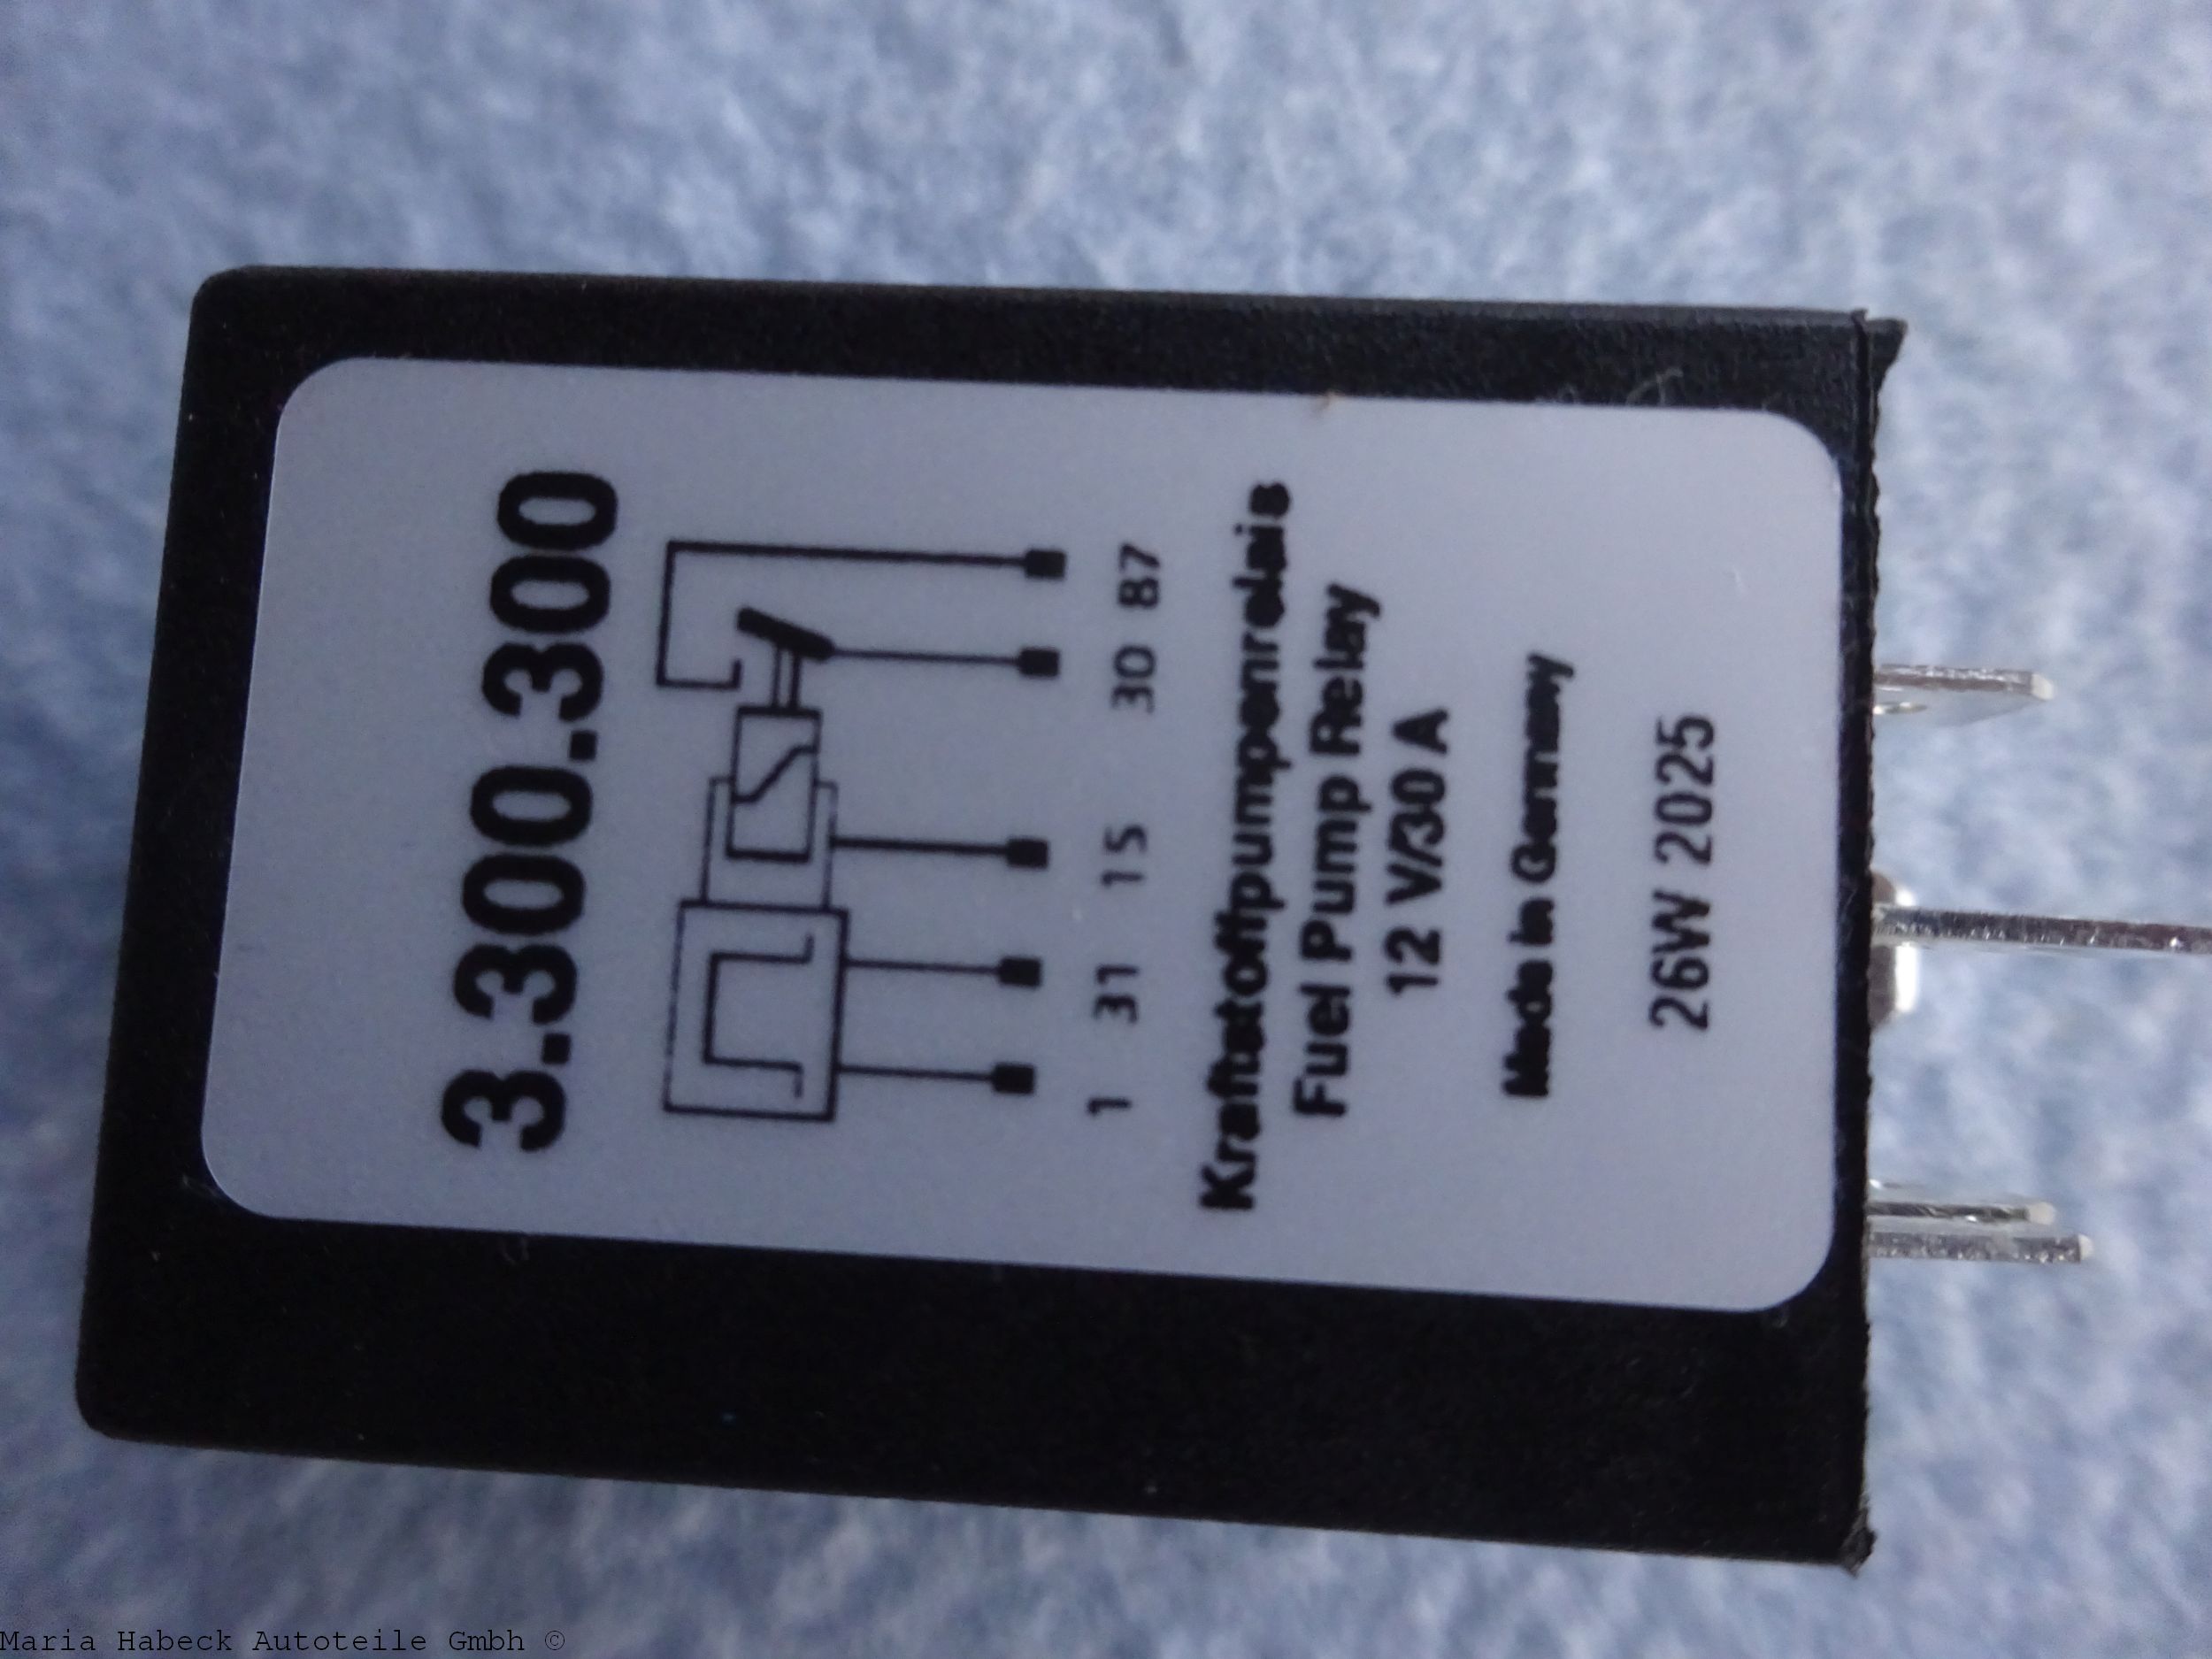 3.300.300
1 31 15 30 87
Kraftstoffpumpenrelais
Fuel Pump Relay
12 V/30 A
Made in Germany
26W 2025
Maria Habeck Autoteile Gmbh ©